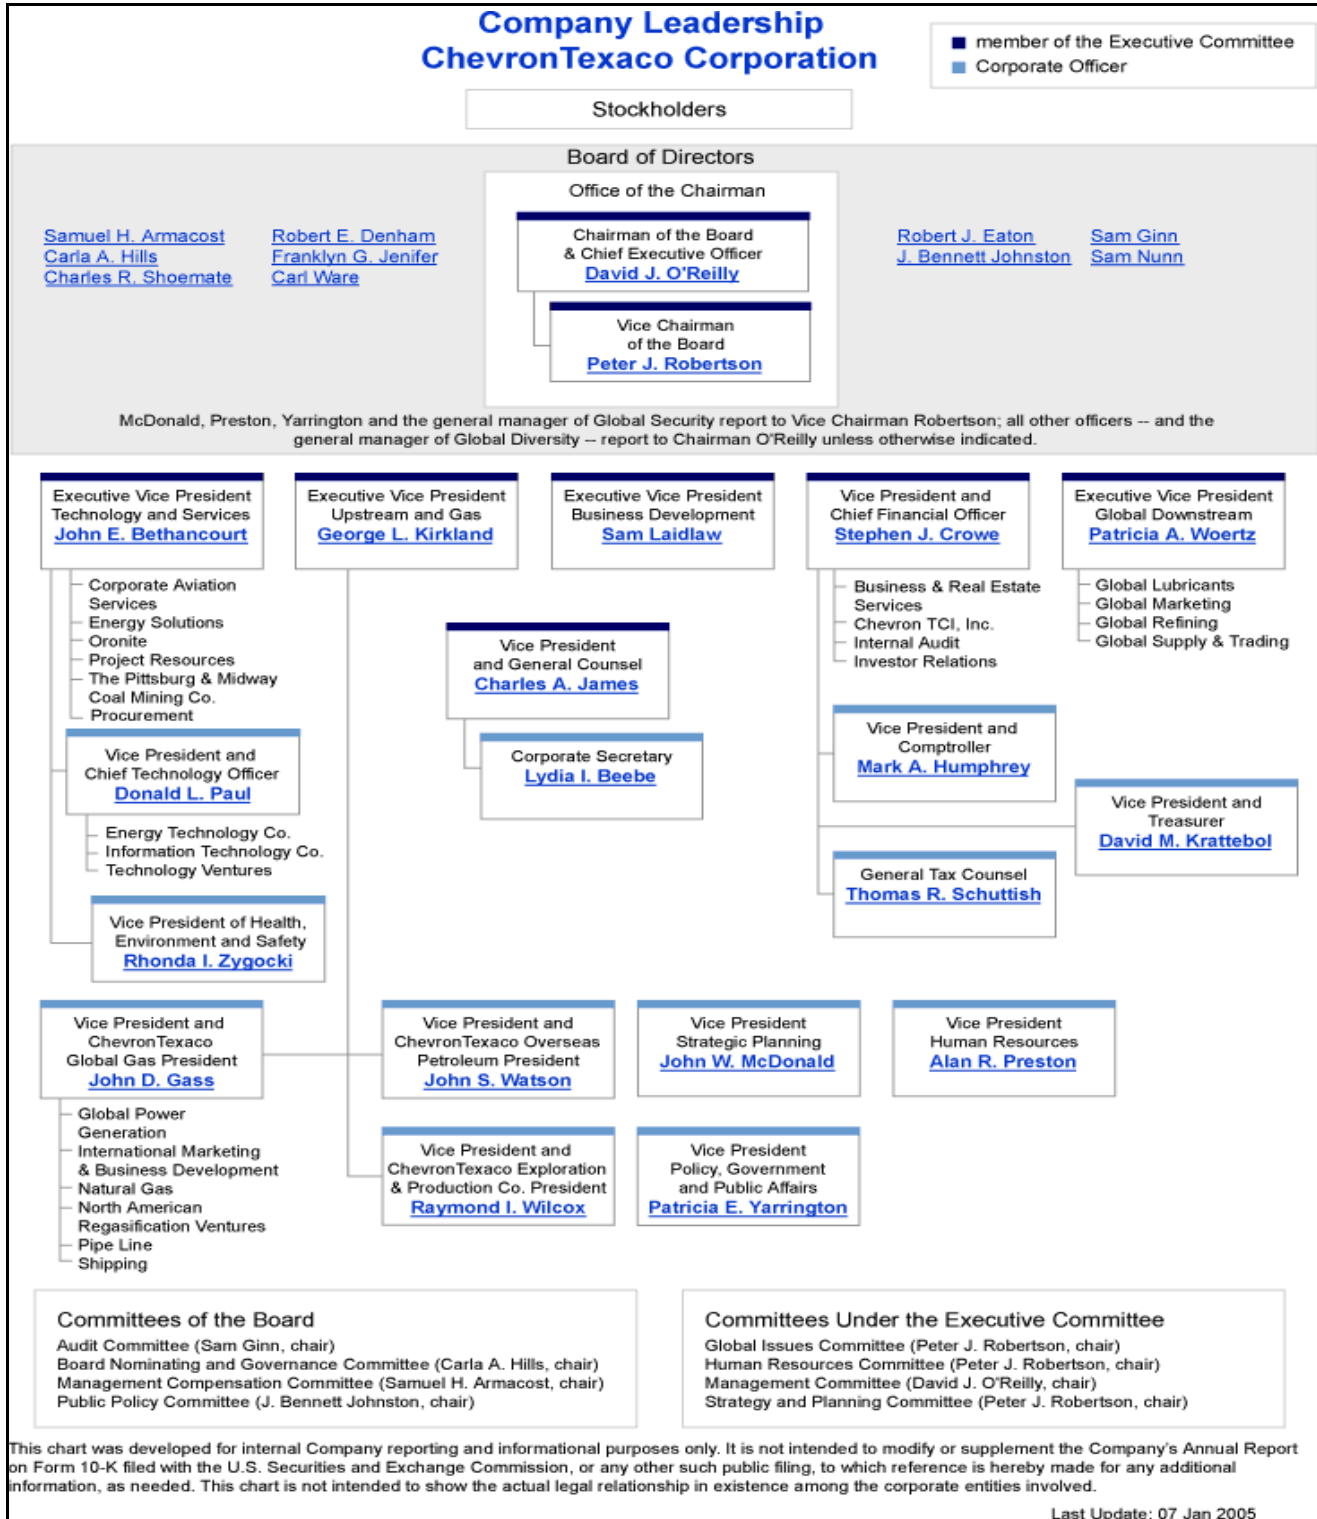 Company Leadership
ChevronTexaco Corporation
member of the Executive Committee
Corporate Officer
Stockholders
Board of Directors
Office of the Chairman
Samuel H. Armacost
Carla A. Hills
Charles R. Shoemate
Robert E. Denham
Franklyn G. Jenifer
Carl Ware
Chairman of the Board
& Chief Executive Officer
David J. O'Reilly
Vice Chairman
of the Board
Peter J. Robertson
Robert J. Eaton
J. Bennett Johnston
Sam Ginn
Sam Nunn
McDonald, Preston, Yarrington and the general manager of Global Security report to Vice Chairman Robertson; all other officers -- and the
general manager of Global Diversity -- report to Chairman O'Reilly unless otherwise indicated.
Executive Vice President
Technology and Services
John E. Bethancourt
Corporate Aviation
Services
Energy Solutions
Oronite
Project Resources
The Pittsburg & Midway
Coal Mining Co.
Procurement
Vice President and
Chief Technology Officer
Donald L. Paul
Energy Technology Co.
Information Technology Co.
Technology Ventures
Vice President of Health,
Environment and Safety
Rhonda I. Zygocki
Executive Vice President
Upstream and Gas
George L. Kirkland
Executive Vice President
Business Development
Sam Laidlaw
Vice President
and General Counsel
Charles A. James
Corporate Secretary
Lydia I. Beebe
Vice President and
Chief Financial Officer
Stephen J. Crowe
Business & Real Estate
Services
Chevron TCI, Inc.
Internal Audit
Investor Relations
Vice President and
Comptroller
Mark A. Humphrey
Vice President and
Treasurer
David M. Krattebol
General Tax Counsel
Thomas R. Schuttish
Executive Vice President
Global Downstream
Patricia A. Woertz
Global Lubricants
Global Marketing
Global Refining
Global Supply & Trading
Vice President and
ChevronTexaco
Global Gas President
John D. Gass
Global Power
Generation
International Marketing
& Business Development
Natural Gas
North American
Regasification Ventures
Pipe Line
Shipping
Vice President and
ChevronTexaco Overseas
Petroleum President
John S. Watson
Vice President
Strategic Planning
John W. McDonald
Vice President
Human Resources
Alan R. Preston
Vice President and
ChevronTexaco Exploration
& Production Co. President
Raymond I. Wilcox
Vice President
Policy, Government
and Public Affairs
Patricia E. Yarrington
Committees of the Board
Audit Committee (Sam Ginn, chair)
Board Nominating and Governance Committee (Carla A. Hills, chair)
Management Compensation Committee (Samuel H. Armacost, chair)
Public Policy Committee (J. Bennett Johnston, chair)
Committees Under the Executive Committee
Global Issues Committee (Peter J. Robertson, chair)
Human Resources Committee (Peter J. Robertson, chair)
Management Committee (David J. O'Reilly, chair)
Strategy and Planning Committee (Peter J. Robertson, chair)
This chart was developed for internal Company reporting and informational purposes only. It is not intended to modify or supplement the Company's Annual Report
on Form 10-K filed with the U.S. Securities and Exchange Commission, or any other such public filing, to which reference is hereby made for any additional
information, as needed. This chart is not intended to show the actual legal relationship in existence among the corporate entities involved.
Last Update: 07 Jan 2005